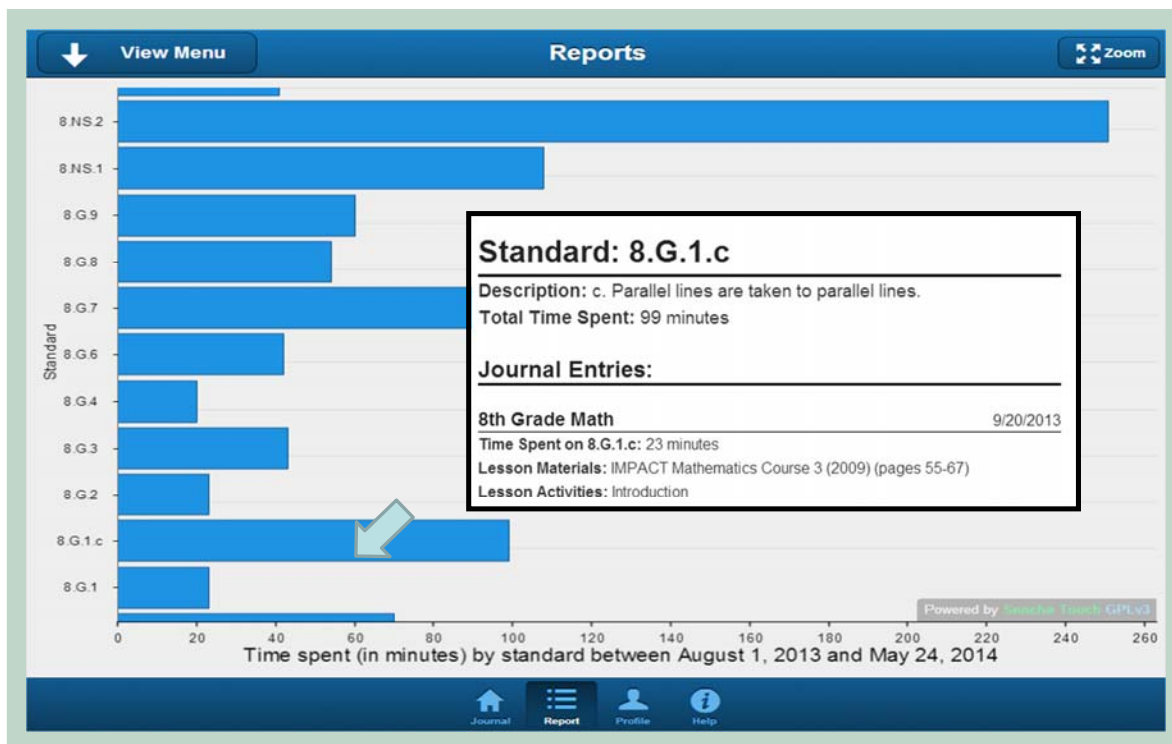 View Menu
Reports
Zoom
8.NS.2
8.NS.1
8.G.9
8.G.8
8.G.7
8.G.6
8.G.4
8.G.3
8.G.2
8.G.1.c
8.G.1
Standard
Standard: 8.G.1.c
Description: c. Parallel lines are taken to parallel lines.
Total Time Spent: 99 minutes
Journal Entries:
8th Grade Math 9/20/2013
Time Spent on 8.G.1.c: 23 minutes
Lesson Materials: IMPACT Mathematics Course 3 (2009) (pages 55-67)
Lesson Activities: Introduction
Powered by Sencha Touch GPLv3
0 20 40 60 80 100 120 140 160 180 200 220 240 260
Time spent (in minutes) by standard between August 1, 2013 and May 24, 2014
Journal Report Profile Help